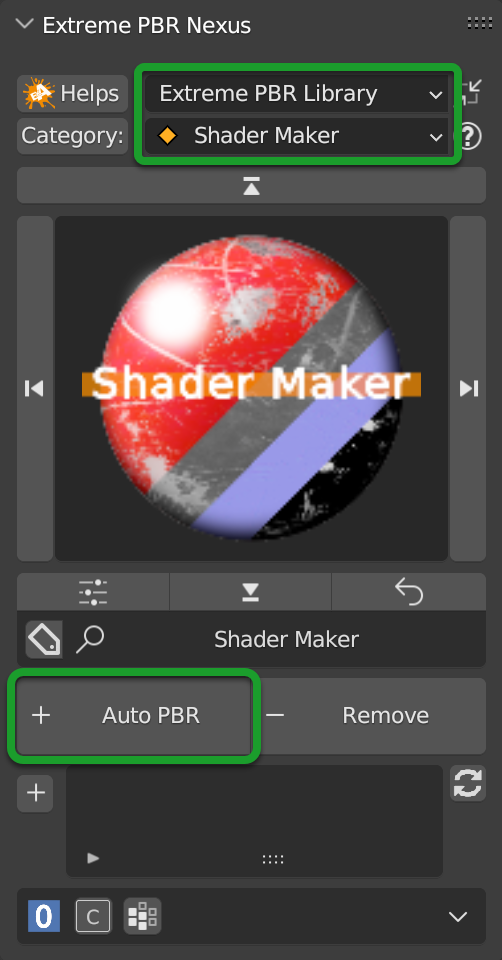 Extreme PBR Nexus
Helps
Extreme PBR Library
Category:
Shader Maker
?
Shader Maker
Shader Maker
+ Auto PBR
− Remove
+
0
C